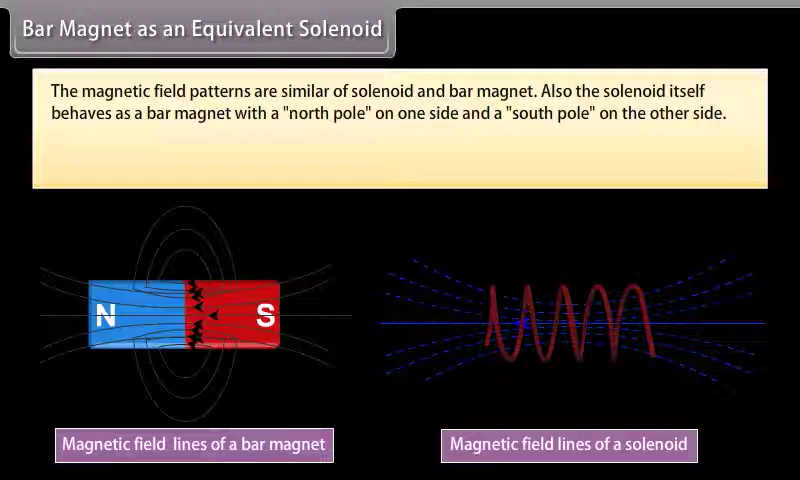 Bar Magnet as an Equivalent Solenoid
The magnetic field patterns are similar of solenoid and bar magnet. Also the solenoid itself
behaves as a bar magnet with a "north pole" on one side and a "south pole" on the other side.
N S
Magnetic field lines of a bar magnet
Magnetic field lines of a solenoid